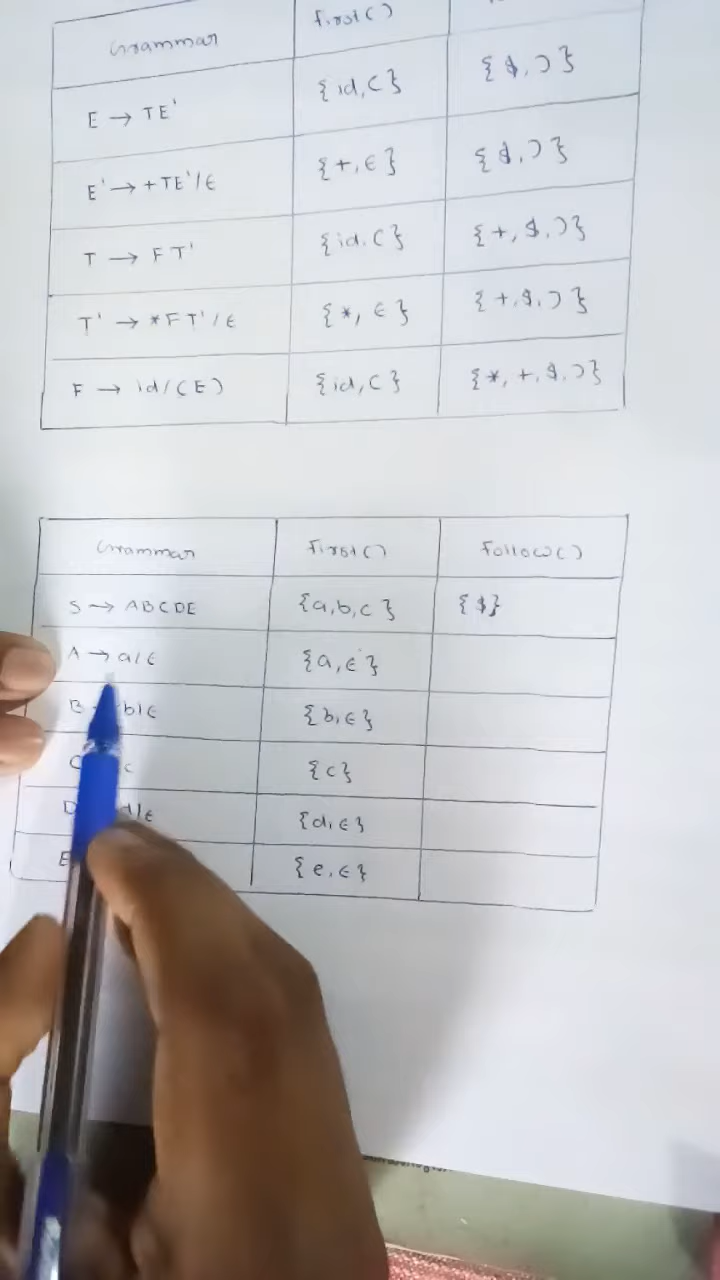 Grammar First()
E → TE' {id, (} {$, )}
E' → +TE'/ϵ {+, ϵ} {$, )}
T → FT' {id, (} {+, $, )}
T' → *FT'/ϵ {*, ϵ} {+, $, )}
F → id/(E) {id, (} {*, +, $, )}
Grammar First() Follow()
S → ABCDE {a, b, c} {$}
A → a/ϵ {a, ϵ}
B b/ϵ {b, ϵ}
C c {c}
D d/ϵ {d, ϵ}
E {e, ϵ}